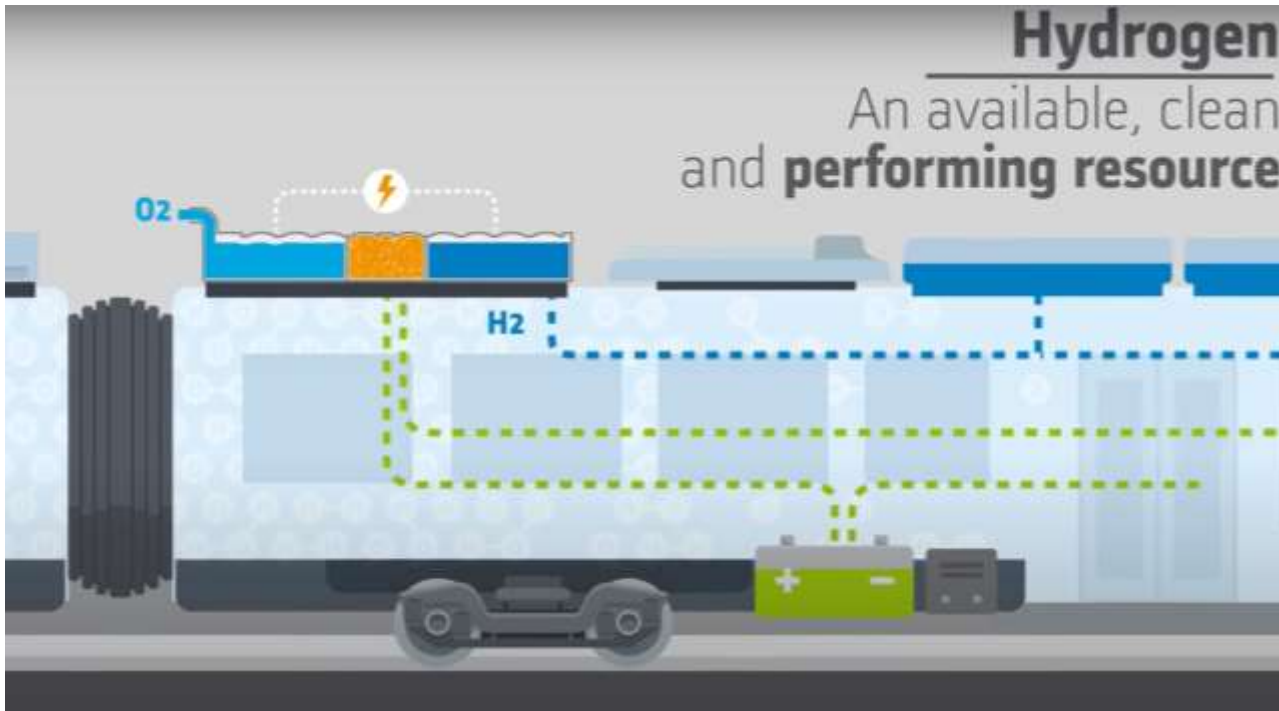 Hydrogen
An available, clean
and performing resource
O2
H2
+ -